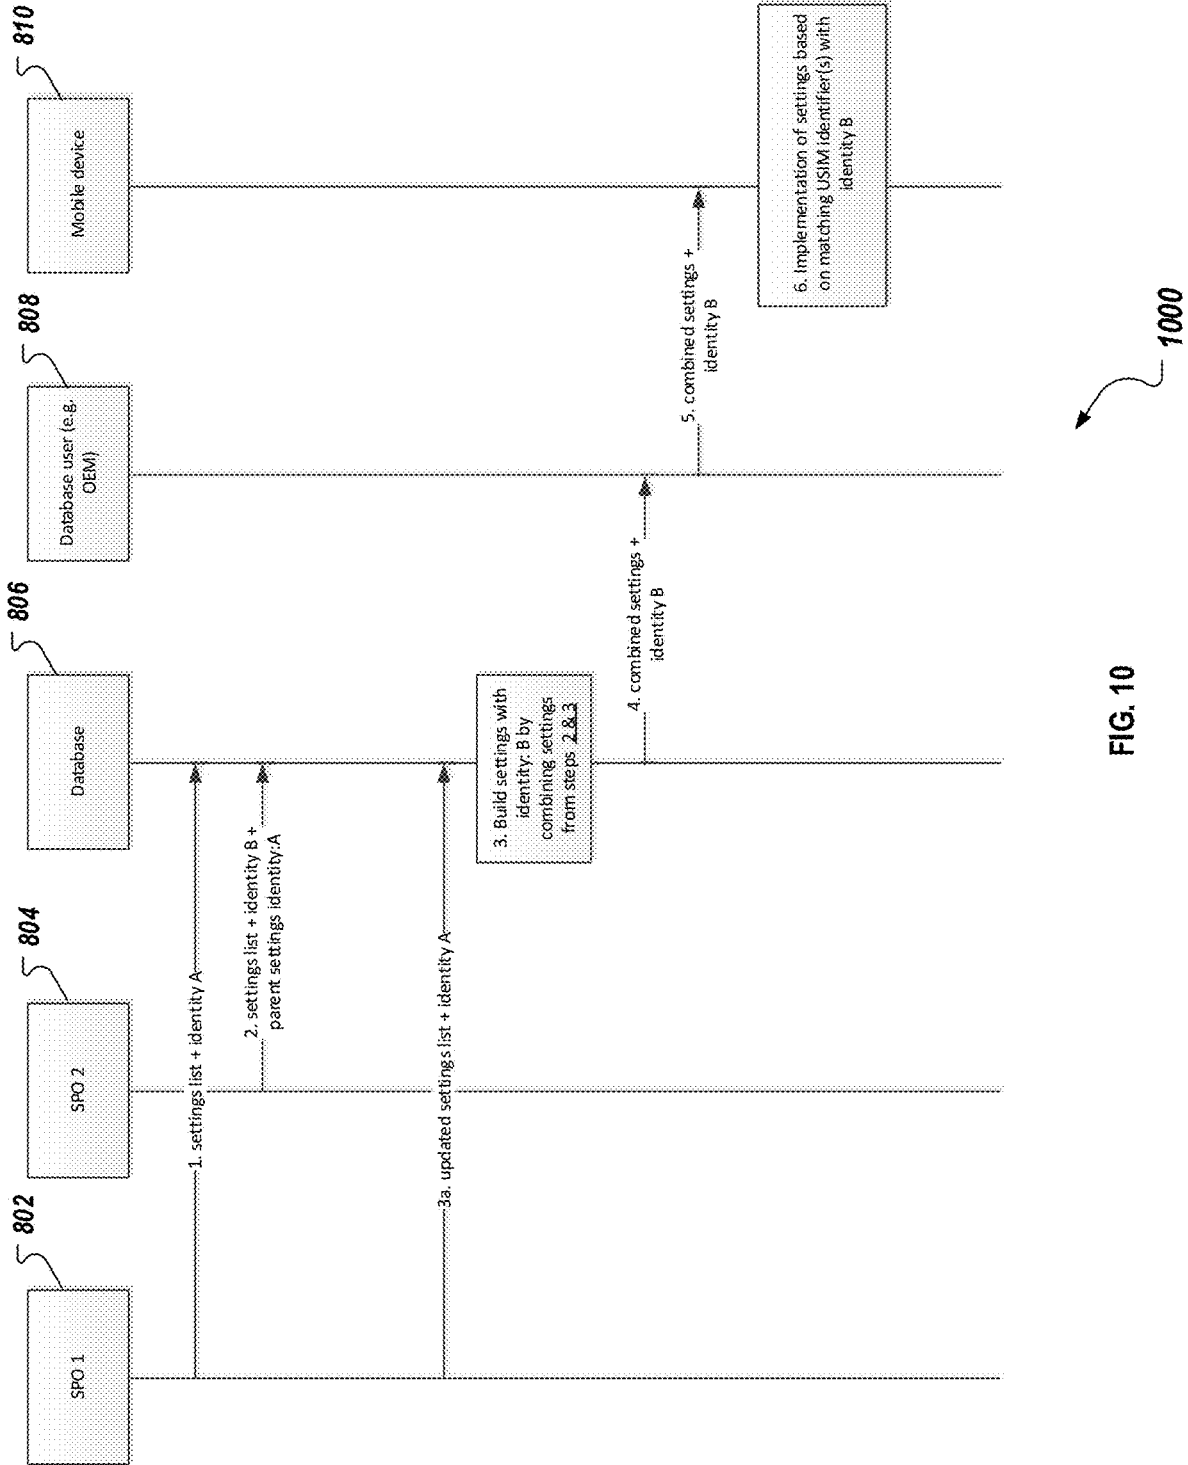 802
SPO 1
804
SPO 2
806
Database
808
Database user (e.g.
OEM)
810
Mobile device
1. settings list + identity A
2. settings list + identity B +
parent settings identity:A
3a. updated settings list + identity A
3. Build settings with
identity: B by
combining settings
from steps 2 & 3
4. combined settings +
identity B
5. combined settings +
identity B
6. Implementation of settings based
on matching USIM identifier(s) with
identity B
1000
FIG. 10